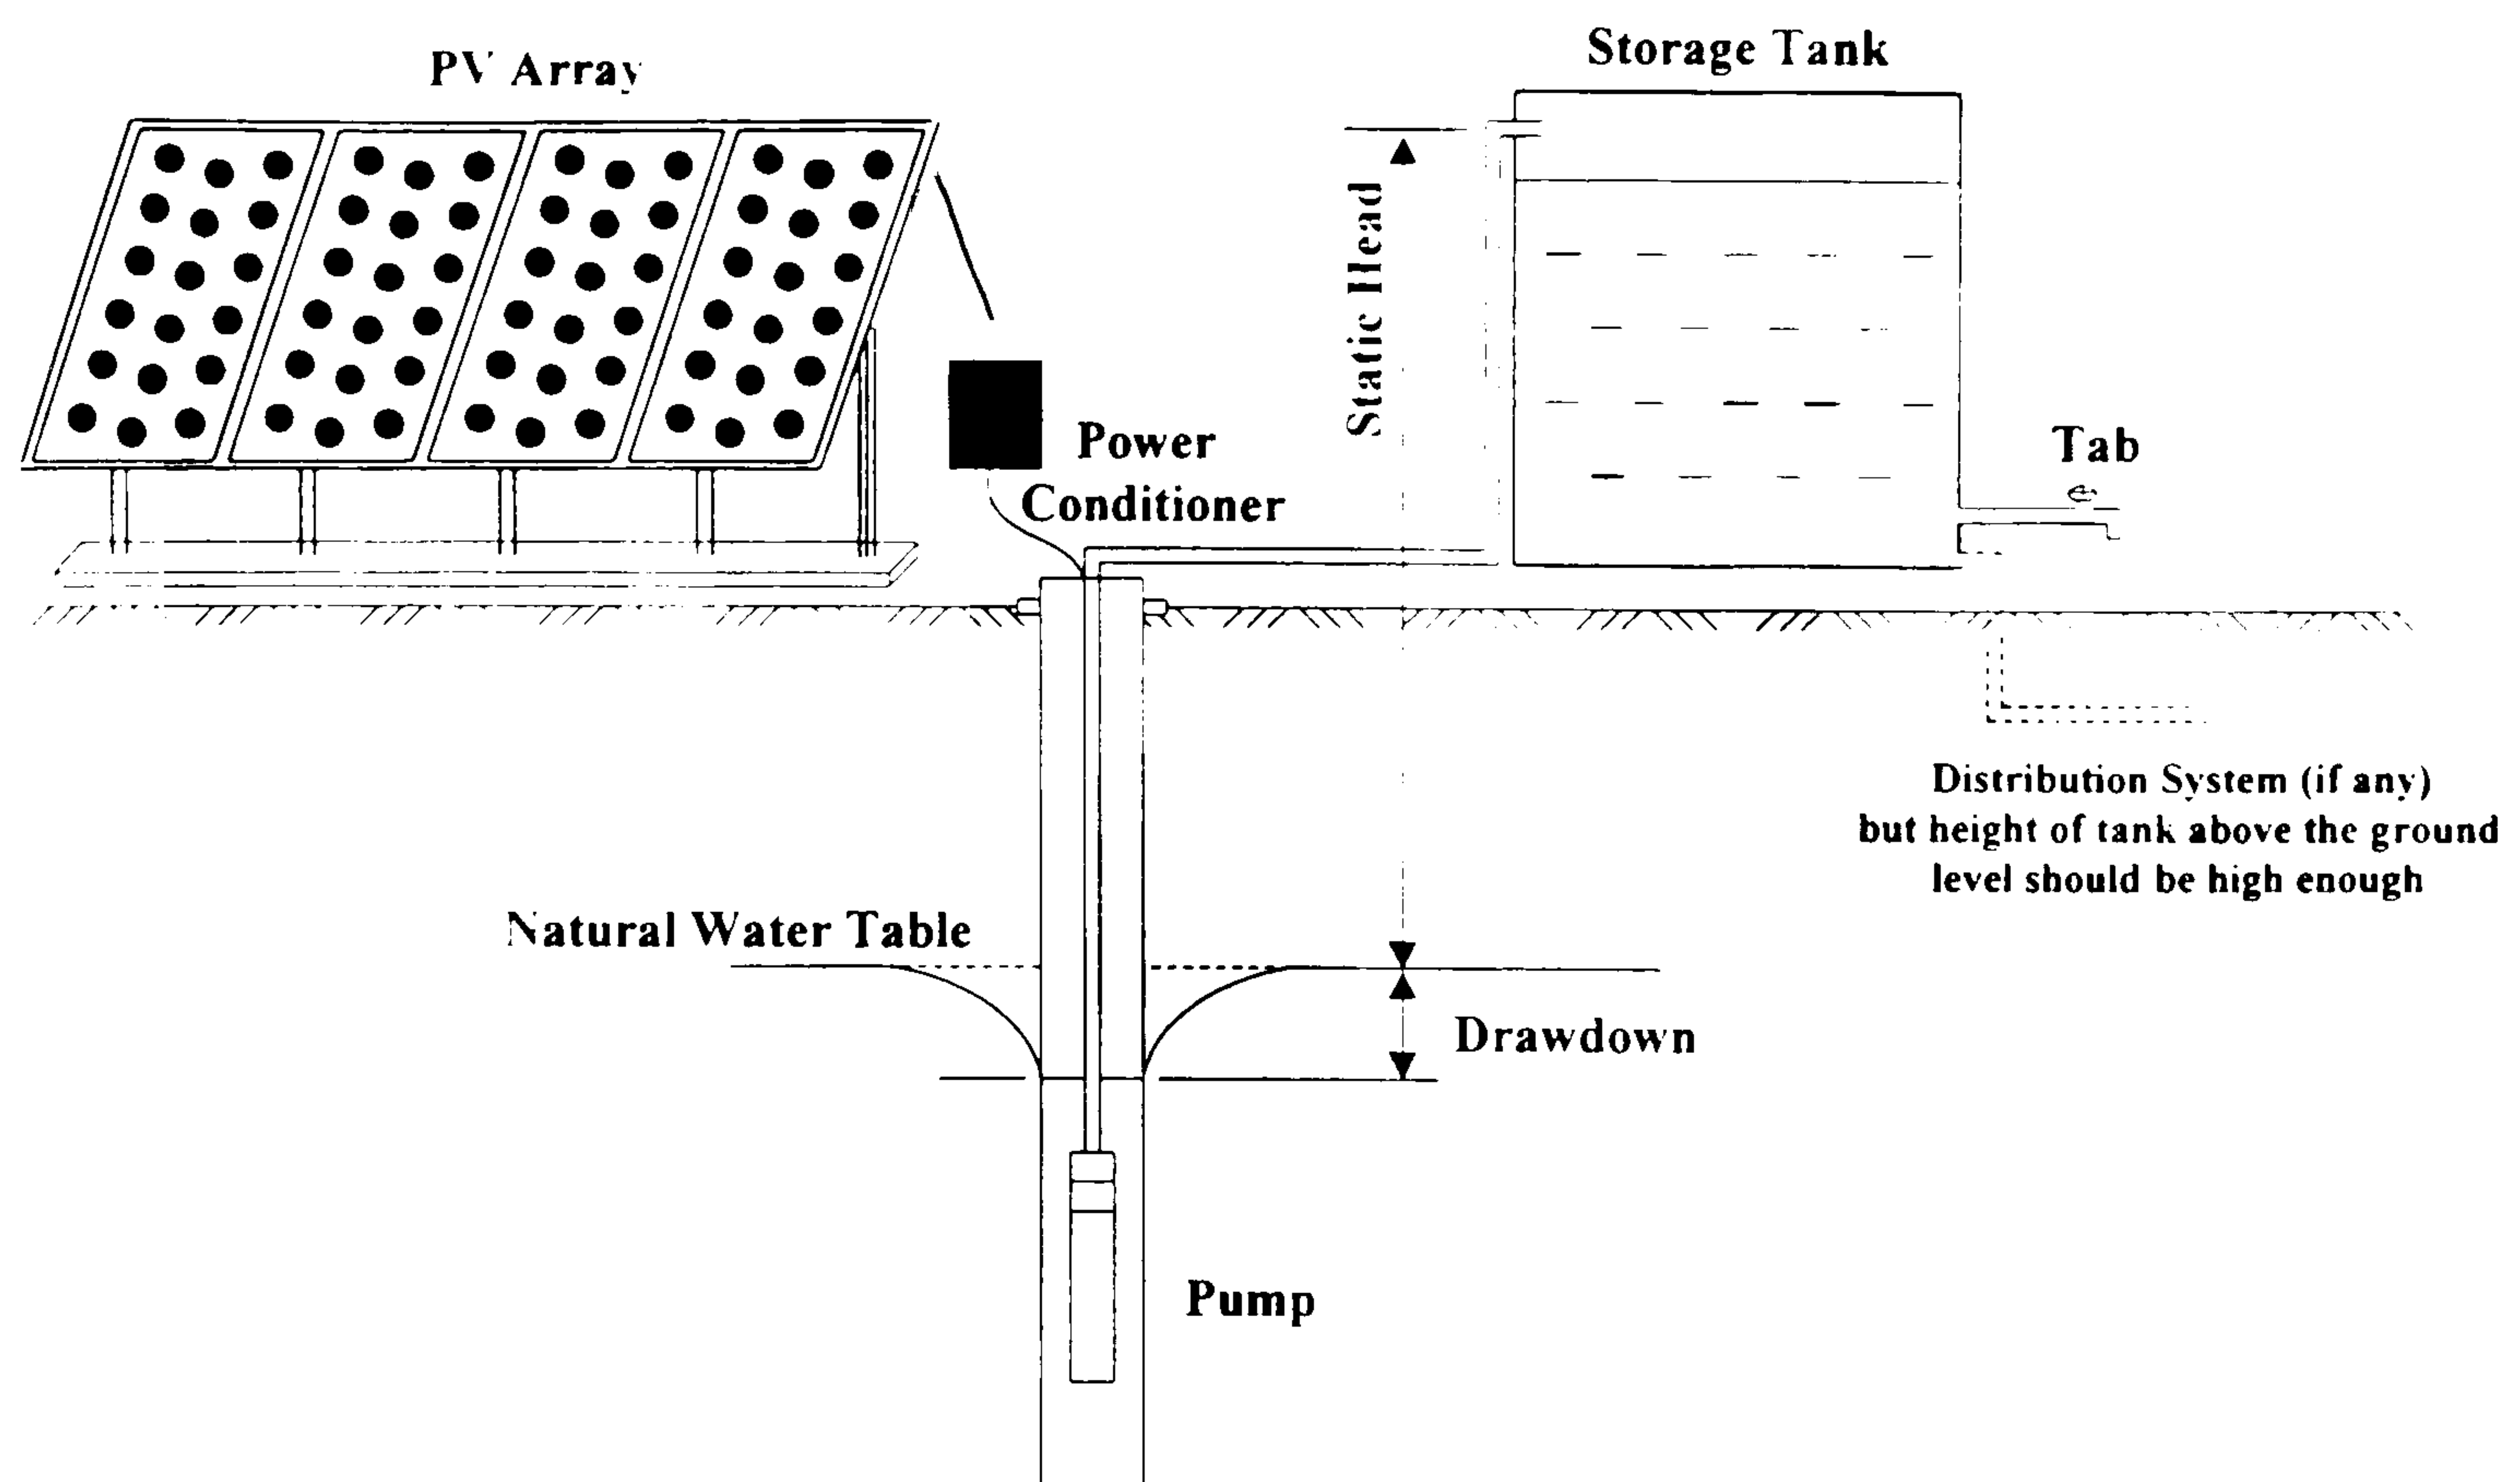 PV Array
Storage Tank
Static Head
Power
Conditioner
Tab
Distribution System (if any)
but height of tank above the ground
level should be high enough
Natural Water Table
Drawdown
Pump